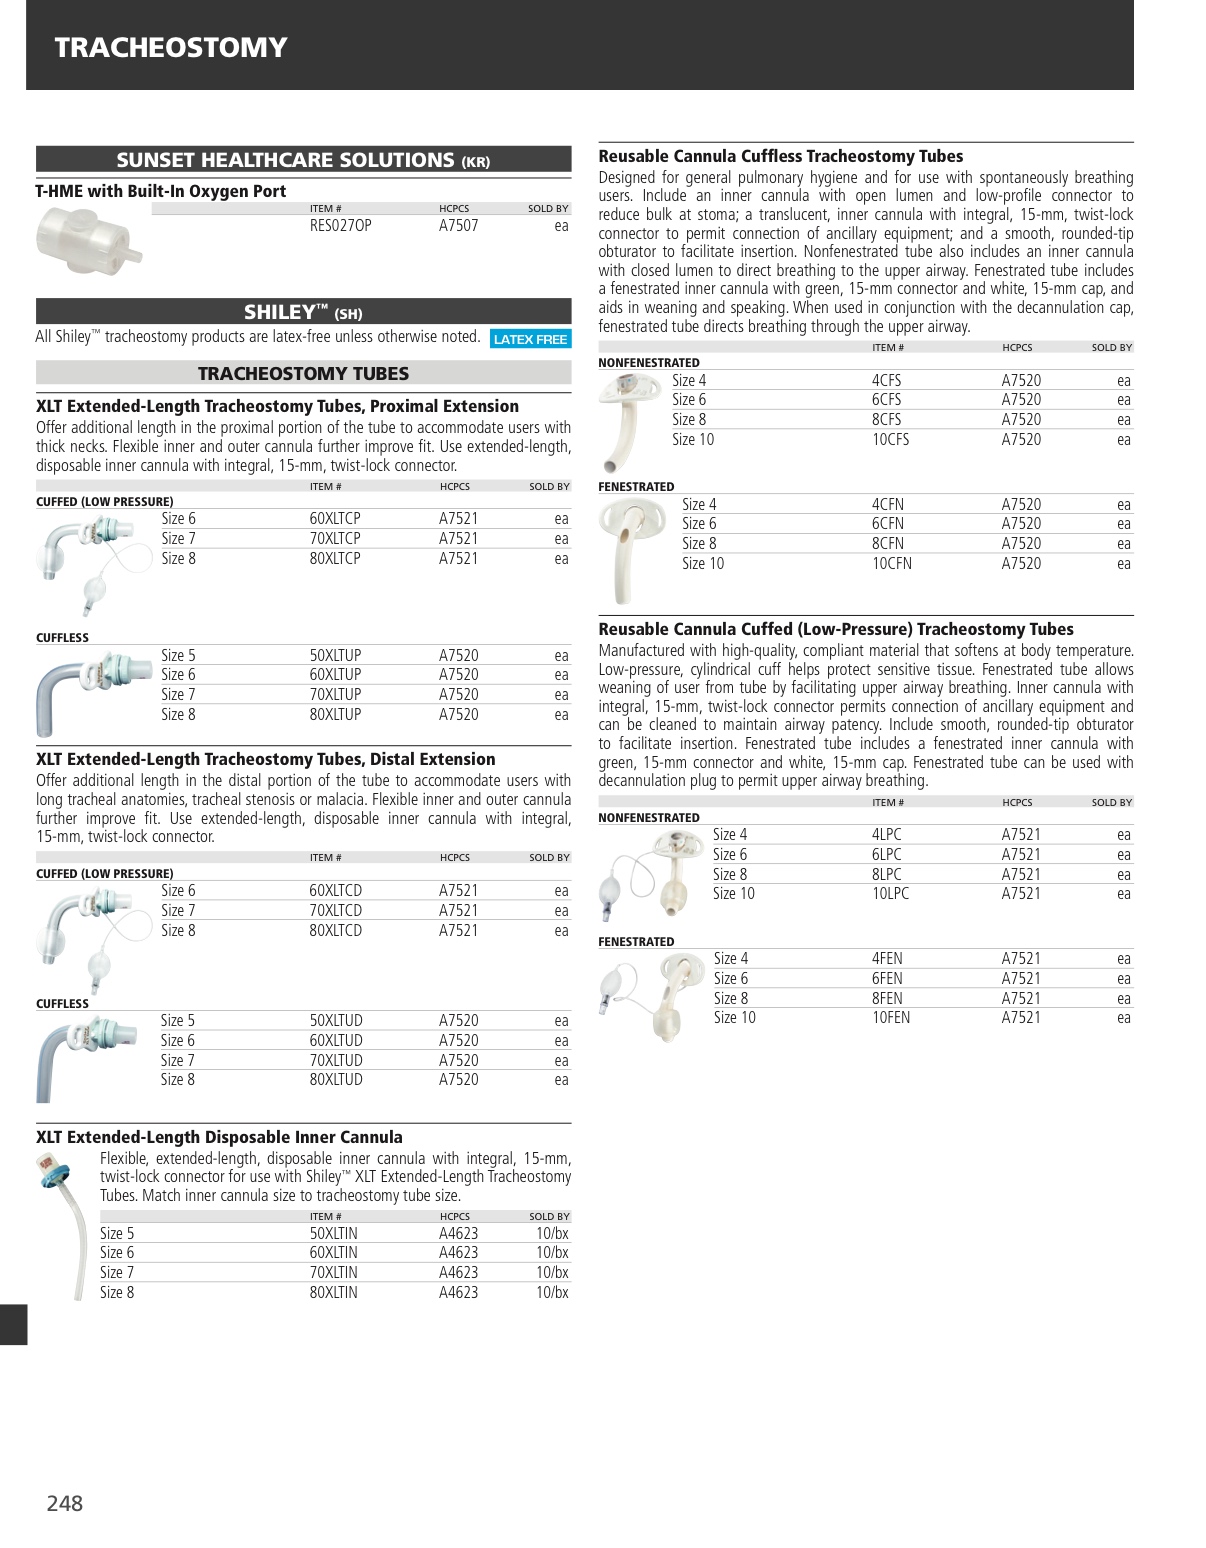 TRACHEOSTOMY
SUNSET HEALTHCARE SOLUTIONS (KR)
T-HME with Built-In Oxygen Port
ITEM # HCPCS SOLD BY
RES027OP A7507 ea
SHILEY™ (SH)
All Shiley™ tracheostomy products are latex-free unless otherwise noted. LATEX FREE
TRACHEOSTOMY TUBES
XLT Extended-Length Tracheostomy Tubes, Proximal Extension
Offer additional length in the proximal portion of the tube to accommodate users with
thick necks. Flexible inner and outer cannula further improve fit. Use extended-length,
disposable inner cannula with integral, 15-mm, twist-lock connector.
ITEM # HCPCS SOLD BY
CUFFED (LOW PRESSURE)
Size 6 60XLTCP A7521 ea
Size 7 70XLTCP A7521 ea
Size 8 80XLTCP A7521 ea
CUFFLESS
Size 5 50XLTUP A7520 ea
Size 6 60XLTUP A7520 ea
Size 7 70XLTUP A7520 ea
Size 8 80XLTUP A7520 ea
XLT Extended-Length Tracheostomy Tubes, Distal Extension
Offer additional length in the distal portion of the tube to accommodate users with
long tracheal anatomies, tracheal stenosis or malacia. Flexible inner and outer cannula
further improve fit. Use extended-length, disposable inner cannula with integral,
15-mm, twist-lock connector.
ITEM # HCPCS SOLD BY
CUFFED (LOW PRESSURE)
Size 6 60XLTCD A7521 ea
Size 7 70XLTCD A7521 ea
Size 8 80XLTCD A7521 ea
CUFFLESS
Size 5 50XLTUD A7520 ea
Size 6 60XLTUD A7520 ea
Size 7 70XLTUD A7520 ea
Size 8 80XLTUD A7520 ea
XLT Extended-Length Disposable Inner Cannula
Flexible, extended-length, disposable inner cannula with integral, 15-mm,
twist-lock connector for use with Shiley™ XLT Extended-Length Tracheostomy
Tubes. Match inner cannula size to tracheostomy tube size.
ITEM # HCPCS SOLD BY
Size 5 50XLTIN A4623 10/bx
Size 6 60XLTIN A4623 10/bx
Size 7 70XLTIN A4623 10/bx
Size 8 80XLTIN A4623 10/bx
Reusable Cannula Cuffless Tracheostomy Tubes
Designed for general pulmonary hygiene and for use with spontaneously breathing
users. Include an inner cannula with open lumen and low-profile connector to
reduce bulk at stoma; a translucent, inner cannula with integral, 15-mm, twist-lock
connector to permit connection of ancillary equipment; and a smooth, rounded-tip
obturator to facilitate insertion. Nonfenestrated tube also includes an inner cannula
with closed lumen to direct breathing to the upper airway. Fenestrated tube includes
a fenestrated inner cannula with green, 15-mm connector and white, 15-mm cap, and
aids in weaning and speaking. When used in conjunction with the decannulation cap,
fenestrated tube directs breathing through the upper airway.
ITEM # HCPCS SOLD BY
NONFENESTRATED
Size 4 4CFS A7520 ea
Size 6 6CFS A7520 ea
Size 8 8CFS A7520 ea
Size 10 10CFS A7520 ea
FENESTRATED
Size 4 4CFN A7520 ea
Size 6 6CFN A7520 ea
Size 8 8CFN A7520 ea
Size 10 10CFN A7520 ea
Reusable Cannula Cuffed (Low-Pressure) Tracheostomy Tubes
Manufactured with high-quality, compliant material that softens at body temperature.
Low-pressure, cylindrical cuff helps protect sensitive tissue. Fenestrated tube allows
weaning of user from tube by facilitating upper airway breathing. Inner cannula with
integral, 15-mm, twist-lock connector permits connection of ancillary equipment and
can be cleaned to maintain airway patency. Include smooth, rounded-tip obturator
to facilitate insertion. Fenestrated tube includes a fenestrated inner cannula with
green, 15-mm connector and white, 15-mm cap. Fenestrated tube can be used with
decannulation plug to permit upper airway breathing.
ITEM # HCPCS SOLD BY
NONFENESTRATED
Size 4 4LPC A7521 ea
Size 6 6LPC A7521 ea
Size 8 8LPC A7521 ea
Size 10 10LPC A7521 ea
FENESTRATED
Size 4 4FEN A7521 ea
Size 6 6FEN A7521 ea
Size 8 8FEN A7521 ea
Size 10 10FEN A7521 ea
248